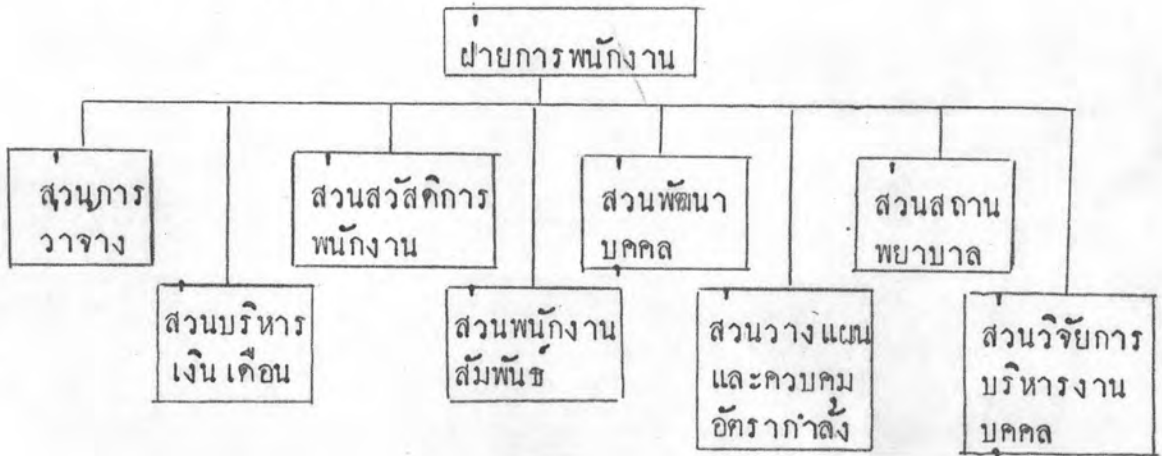 ฝ่ายการพนักงาน
ส่วนการ
วาจาง
ส่วนสวัสดิการ
พนักงาน
ส่วนพัฒนา
บุคคล
ส่วนสถาน
พยาบาล
ส่วนบริหาร
เงินเดือน
ส่วนพนักงาน
สัมพันธ์
ส่วนวางแผน
และควบคุม
อัตรากำลัง
ส่วนวิจัยการ
บริหารงาน
บุคคล